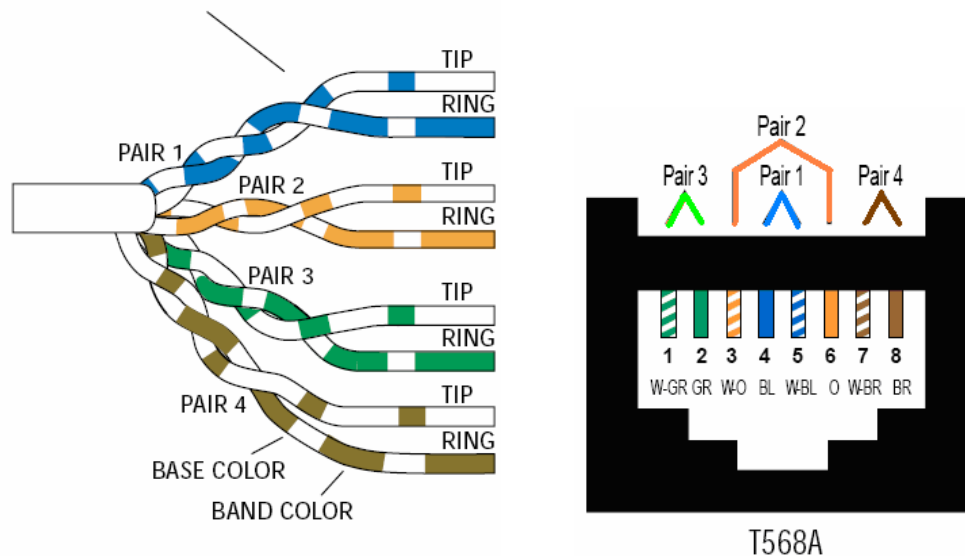 TIP
RING
PAIR 1
TIP
PAIR 2
RING
PAIR 3
TIP
RING
PAIR 4
TIP
RING
BASE COLOR
BAND COLOR
Pair 2
Pair 3 Pair 1 Pair 4
1 2 3 4 5 6 7 8
W-GR GR W-O BL W-BL O W-BR BR
T568A